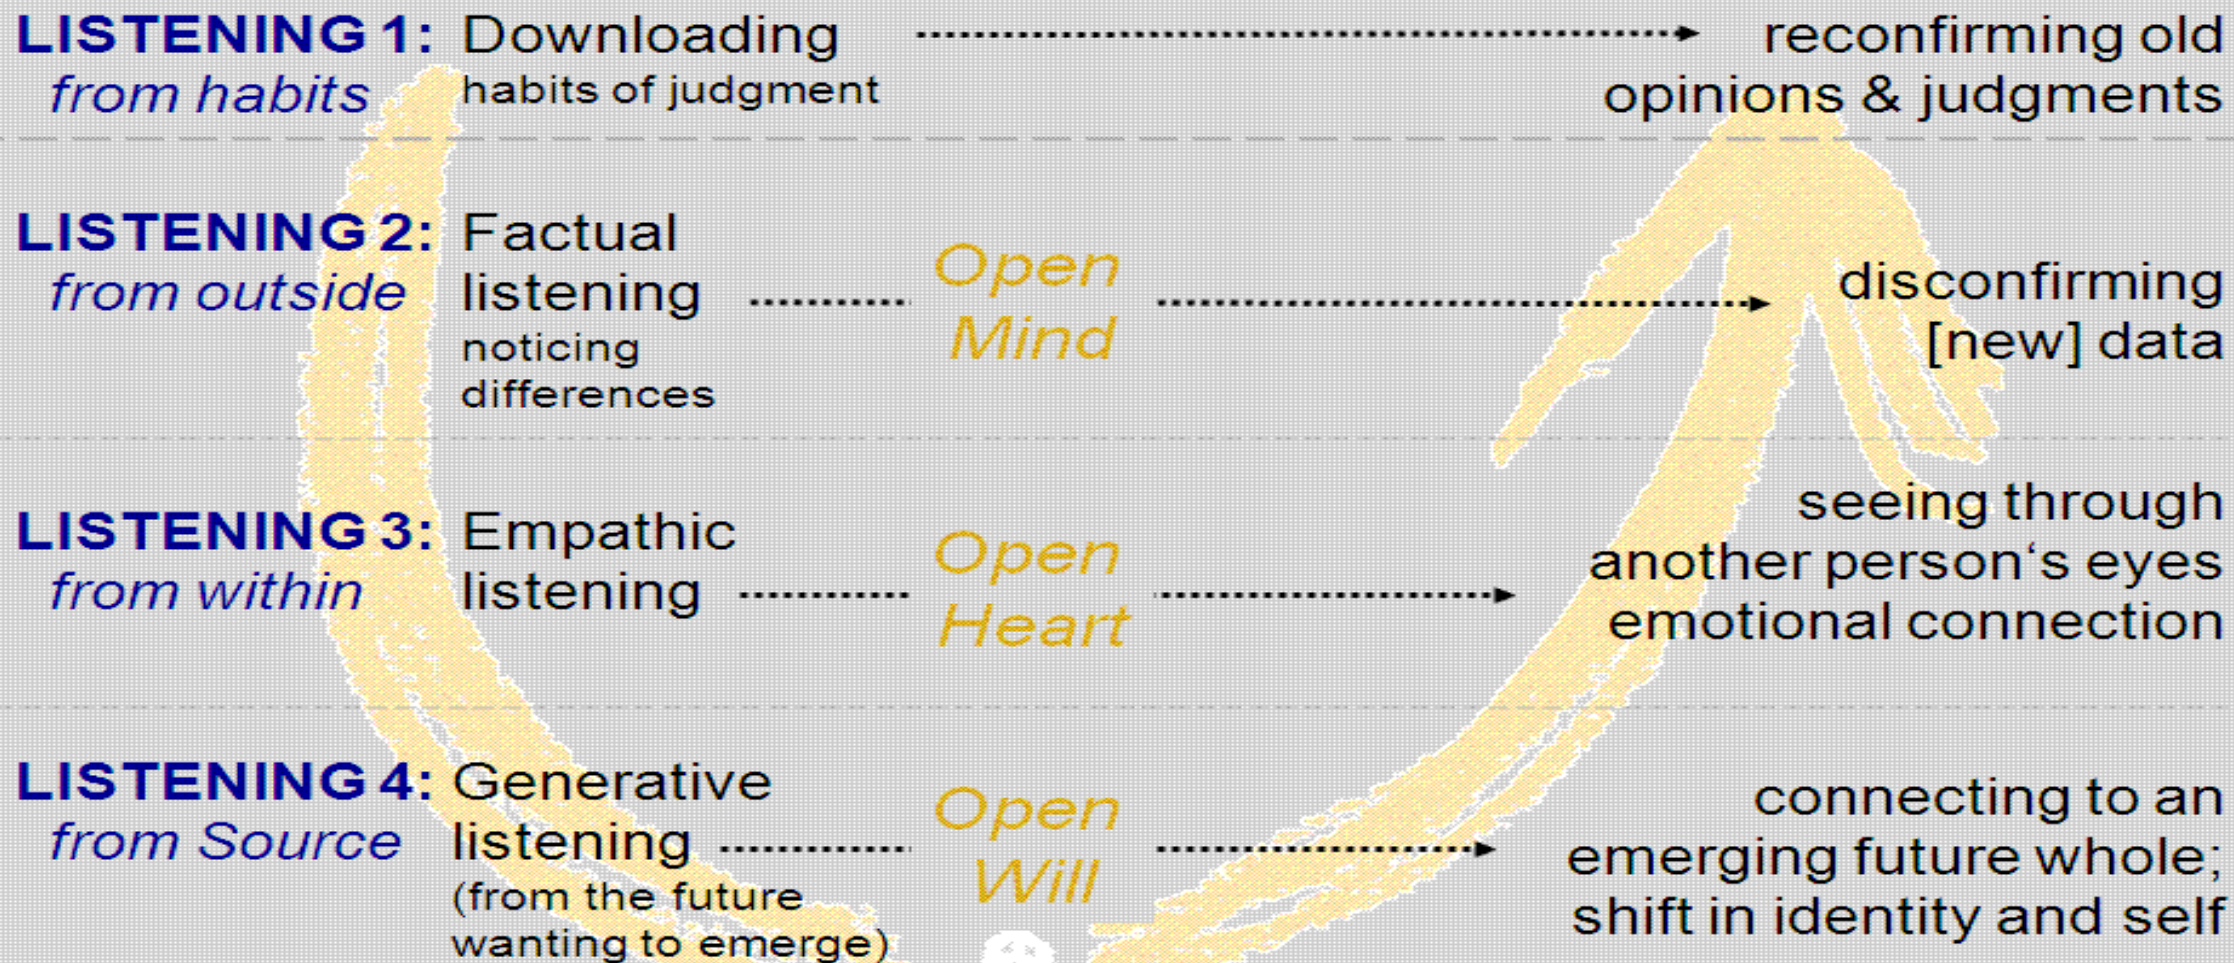 LISTENING 1: Downloading reconfirming old
from habits habits of judgment opinions & judgments
LISTENING 2: Factual
from outside listening
noticing
differences
Open
Mind
disconfirming
[new] data
LISTENING 3: Empathic
from within listening
Open
Heart
seeing through
another person‘s eyes
emotional connection
LISTENING 4: Generative
from Source listening
(from the future
wanting to emerge)
Open
Will
connecting to an
emerging future whole;
shift in identity and self